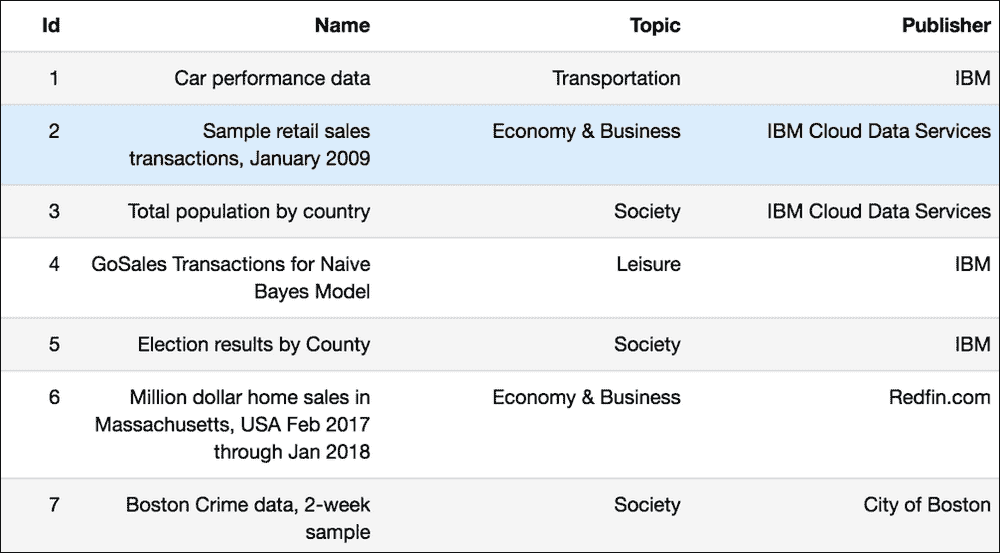 Id Name Topic Publisher
1 Car performance data Transportation IBM
2 Sample retail sales Economy & Business IBM Cloud Data Services
transactions, January 2009
3 Total population by country Society IBM Cloud Data Services
4 GoSales Transactions for Naive Leisure IBM
Bayes Model
5 Election results by County Society IBM
6 Million dollar home sales in Economy & Business Redfin.com
Massachusetts, USA Feb 2017
through Jan 2018
7 Boston Crime data, 2-week Society City of Boston
sample